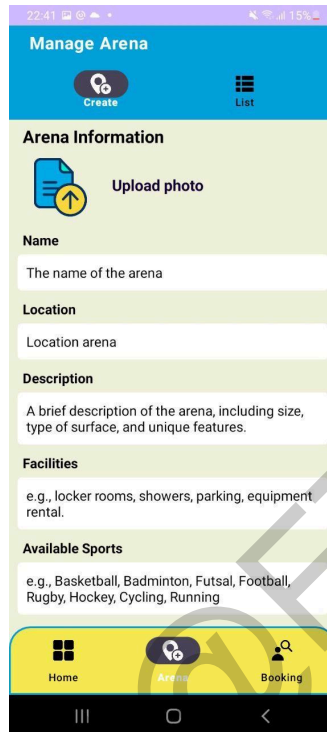 22:41
15%
Manage Arena
Create
List
Arena Information
Upload photo
Name
The name of the arena
Location
Location arena
Description
A brief description of the arena, including size,
type of surface, and unique features.
Facilities
e.g., locker rooms, showers, parking, equipment
rental.
Available Sports
e.g., Basketball, Badminton, Futsal, Football,
Rugby, Hockey, Cycling, Running
Home
Arena
Booking